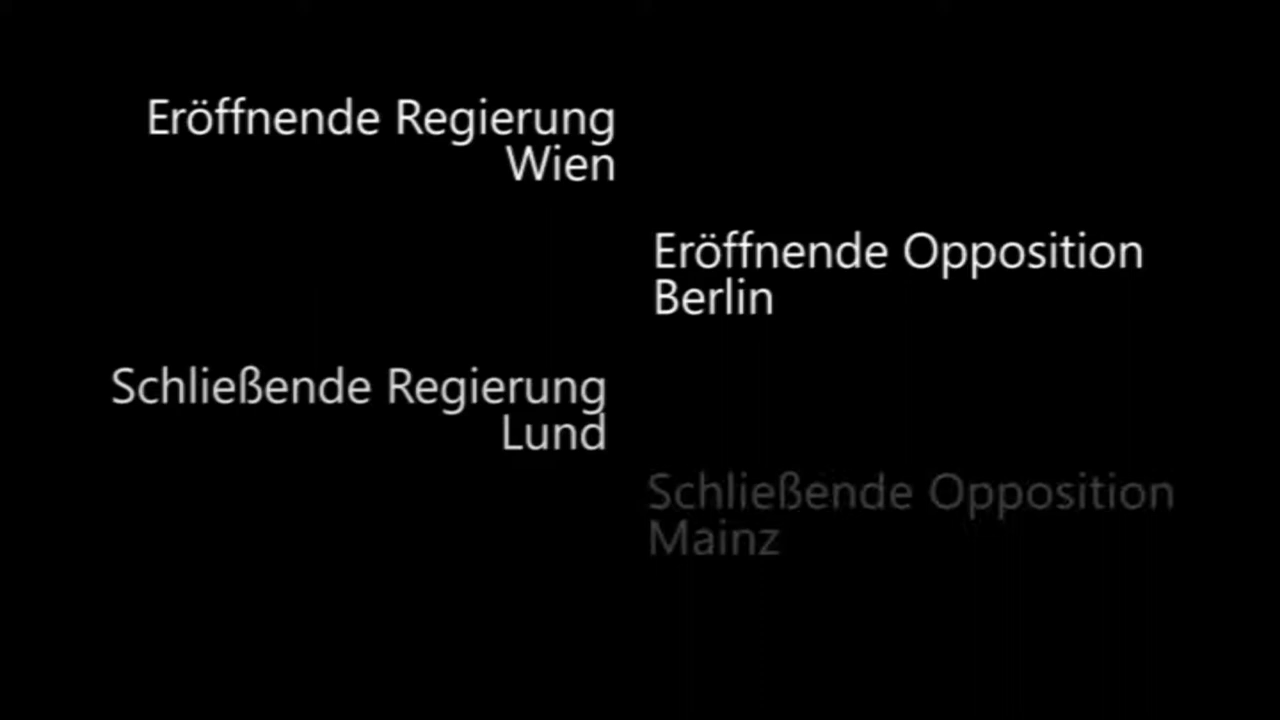 Eröffnende Regierung
Wien
Eröffnende Opposition
Berlin
Schließende Regierung
Lund
Schließende Opposition
Mainz